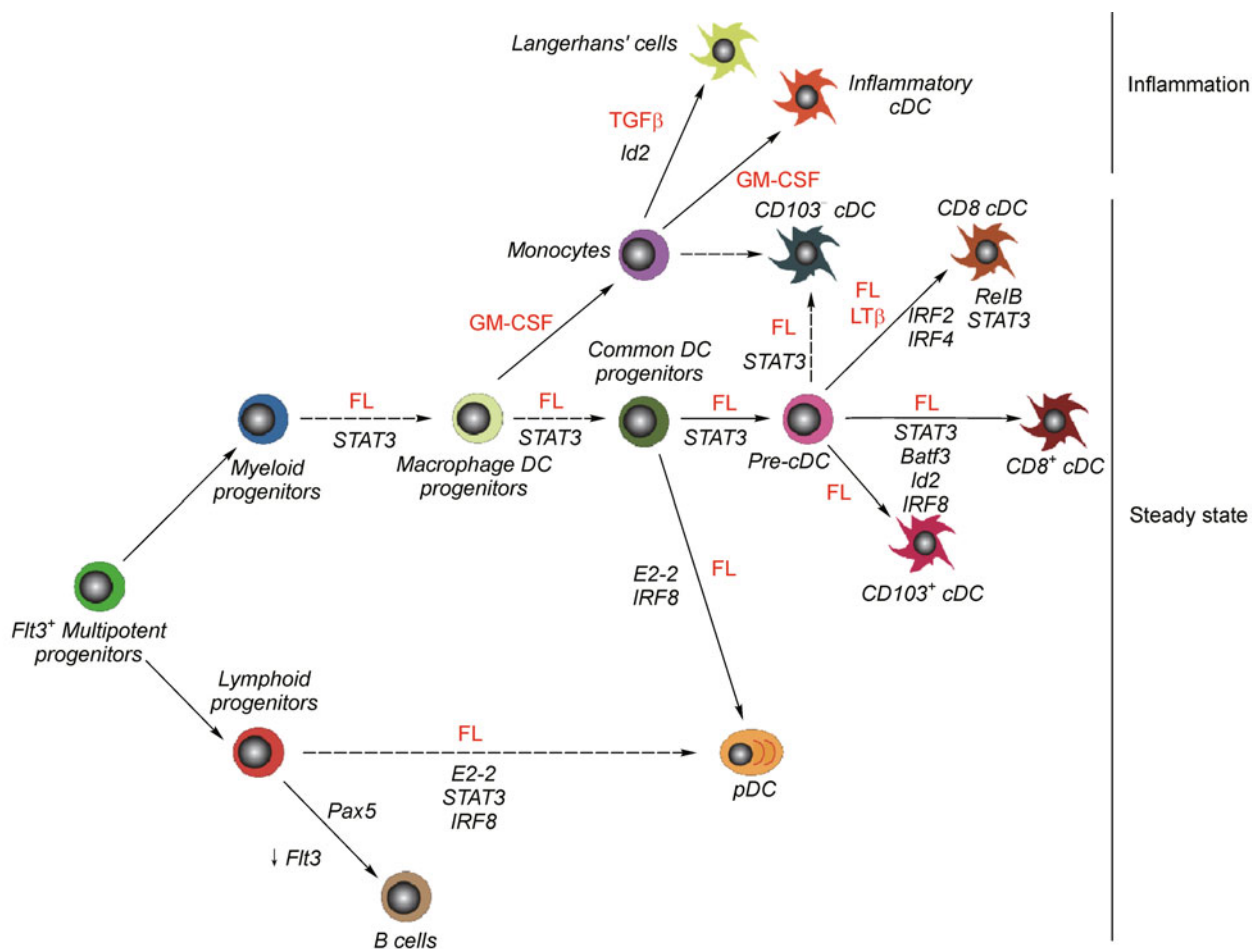 Langerhans' cells
Inflammatory
cDC
Inflammation
TGFβ
Id2
GM-CSF
CD103⁻ cDC
CD8 cDC
Monocytes
FL
LTβ
IRF2
IRF4
RelB
STAT3
GM-CSF
FL
STAT3
Common DC
progenitors
FL
STAT3
FL
STAT3
FL
STAT3
FL
STAT3
Batf3
Id2
IRF8
Myeloid
progenitors
Macrophage DC
progenitors
Pre-cDC
CD8⁺ cDC
FL
CD103⁺ cDC
Steady state
E2-2
IRF8
FL
Flt3⁺ Multipotent
progenitors
Lymphoid
progenitors
FL
E2-2
STAT3
IRF8
pDC
Pax5
↓ Flt3
B cells